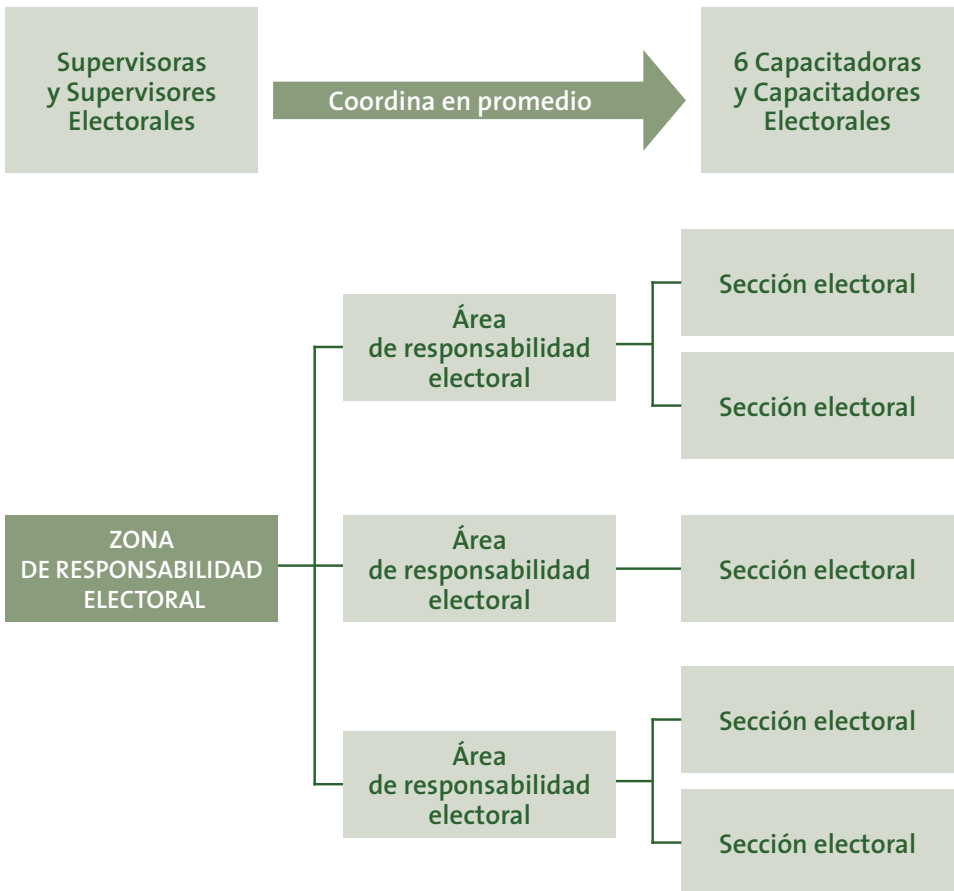 Supervisoras
y Supervisores
Electorales
Coordina en promedio
6 Capacitadoras
y Capacitadores
Electorales
ZONA
DE RESPONSABILIDAD
ELECTORAL
Área
de responsabilidad
electoral
Sección electoral
Sección electoral
Área
de responsabilidad
electoral
Sección electoral
Área
de responsabilidad
electoral
Sección electoral
Sección electoral